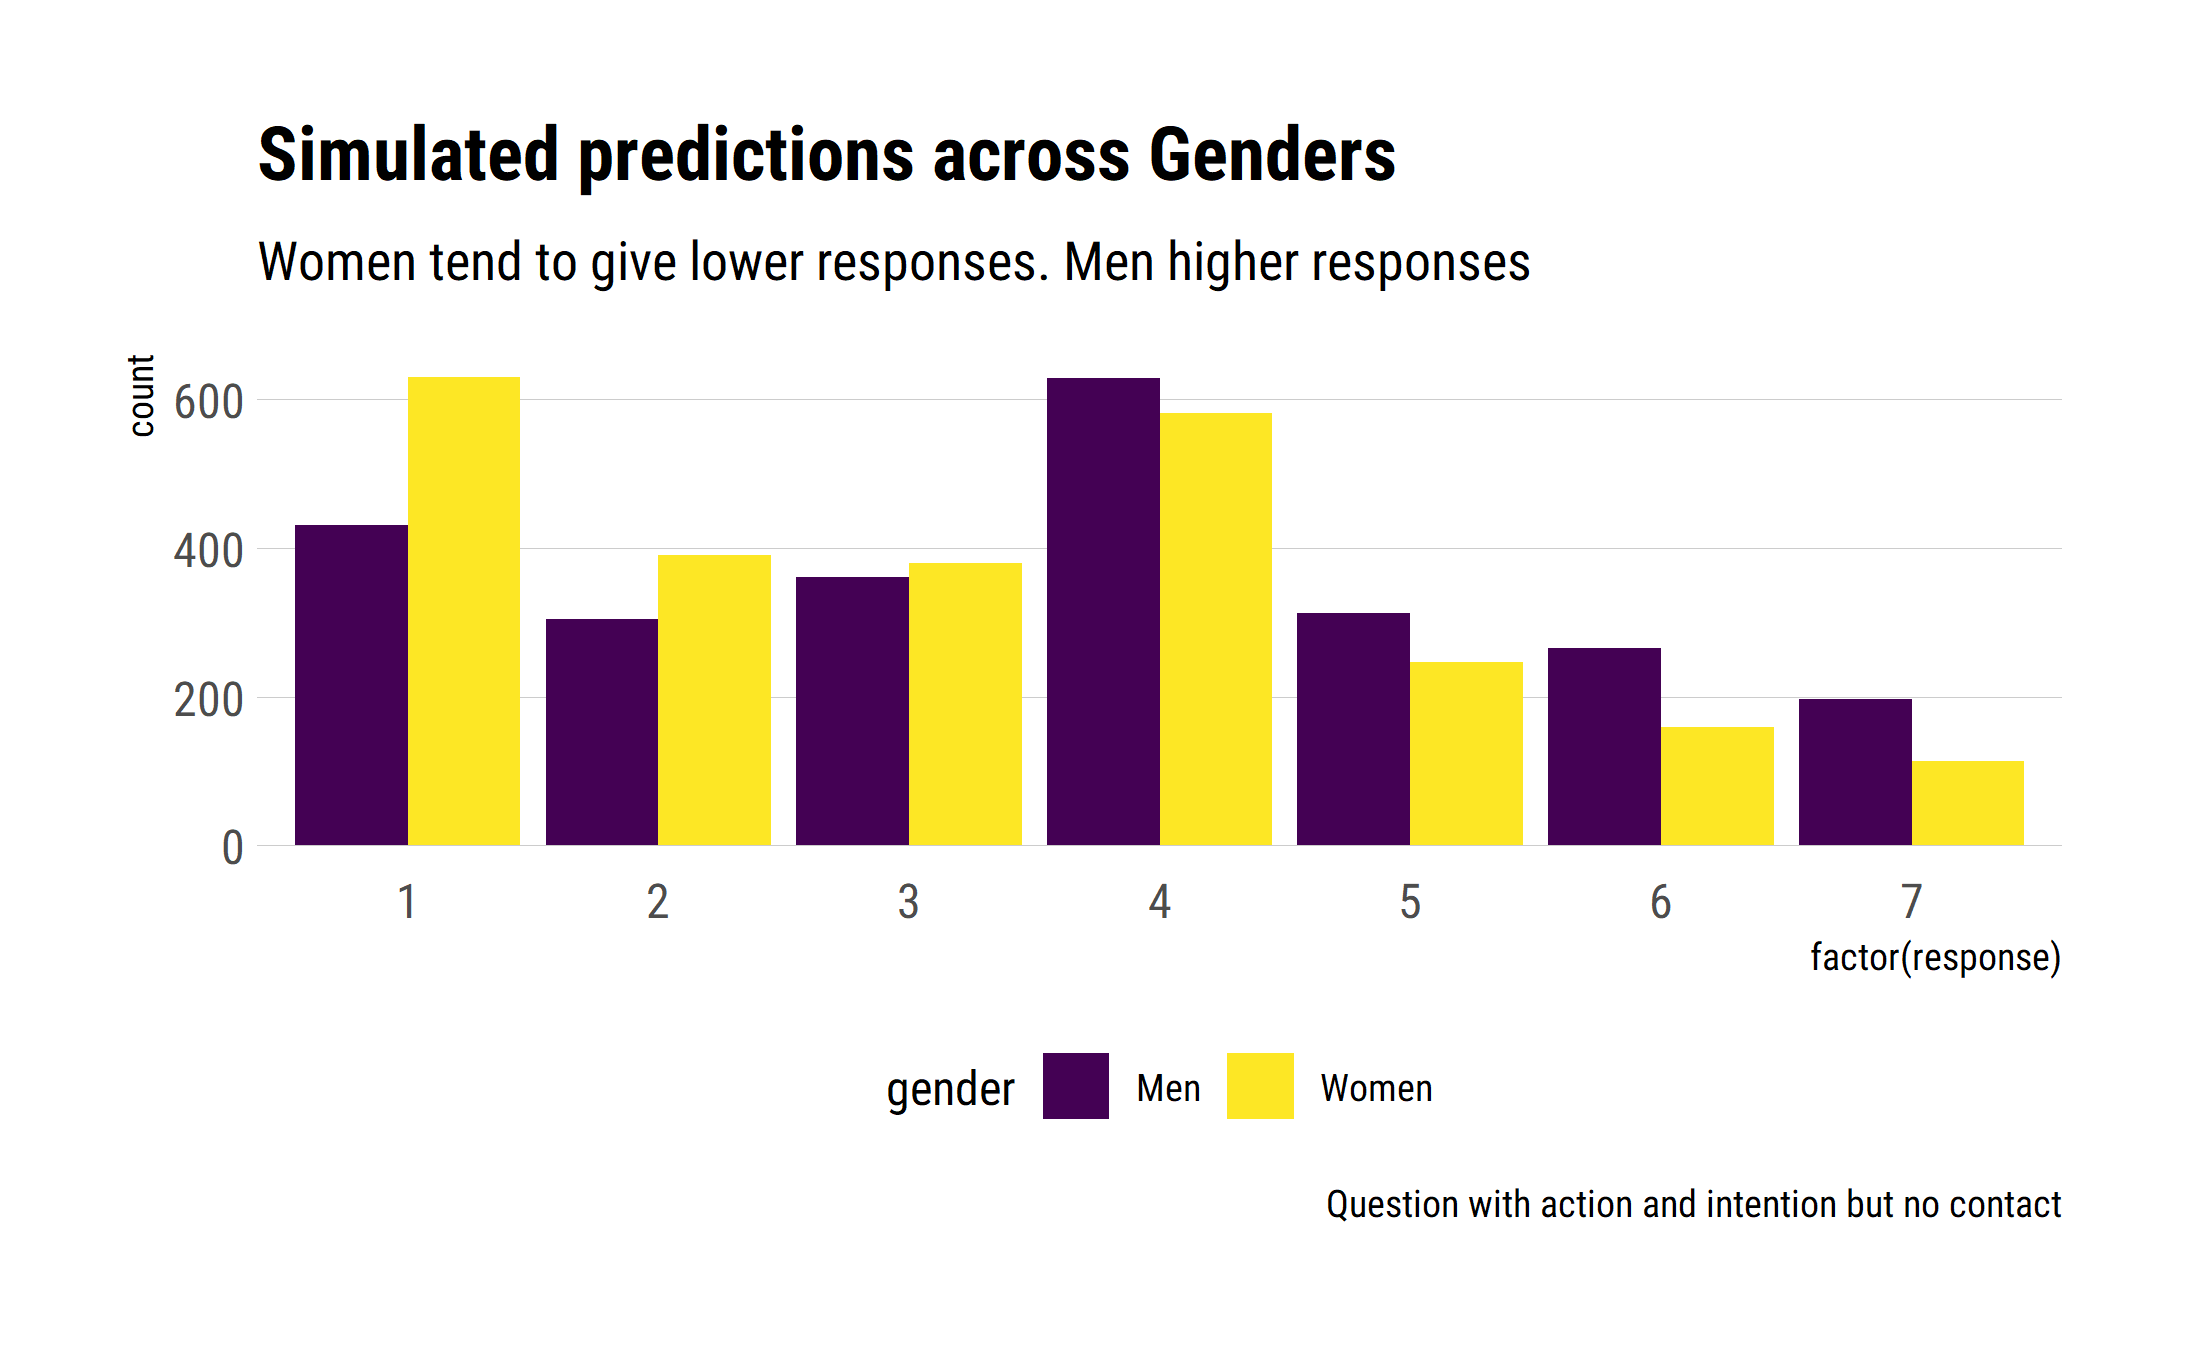 Simulated predictions across Genders
Women tend to give lower responses. Men higher responses
count
600
400
200
0
1 2 3 4 5 6 7
factor(response)
gender Men Women
Question with action and intention but no contact